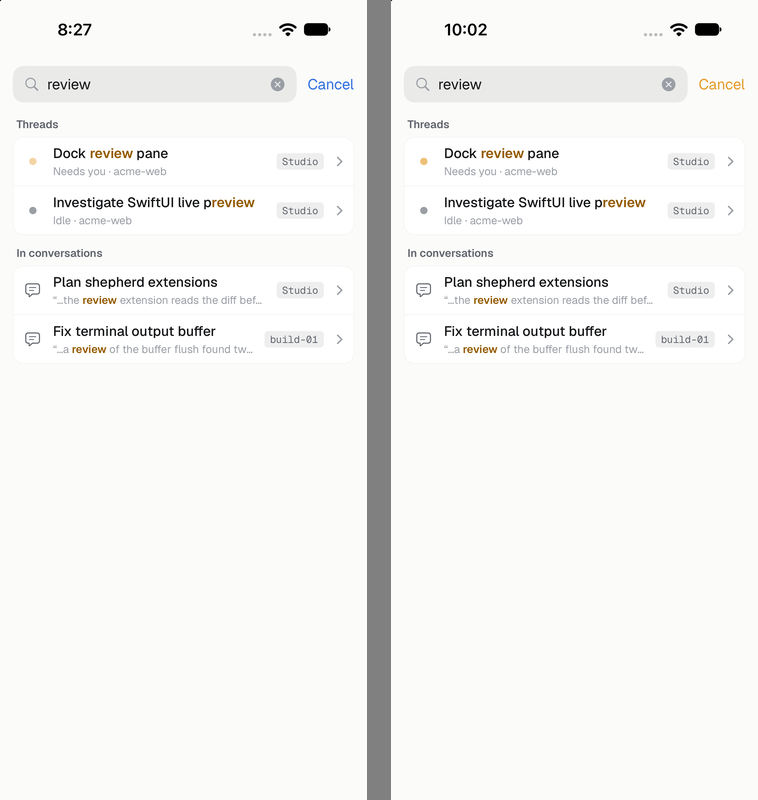 8:27
review
Cancel
Threads
Dock review pane
Needs you · acme-web
Studio
Investigate SwiftUI live preview
Idle · acme-web
Studio
In conversations
Plan shepherd extensions
"…the review extension reads the diff bef…
Studio
Fix terminal output buffer
"…a review of the buffer flush found tw…
build-01
10:02
review
Cancel
Threads
Dock review pane
Needs you · acme-web
Studio
Investigate SwiftUI live preview
Idle · acme-web
Studio
In conversations
Plan shepherd extensions
"…the review extension reads the diff bef…
Studio
Fix terminal output buffer
"…a review of the buffer flush found tw…
build-01